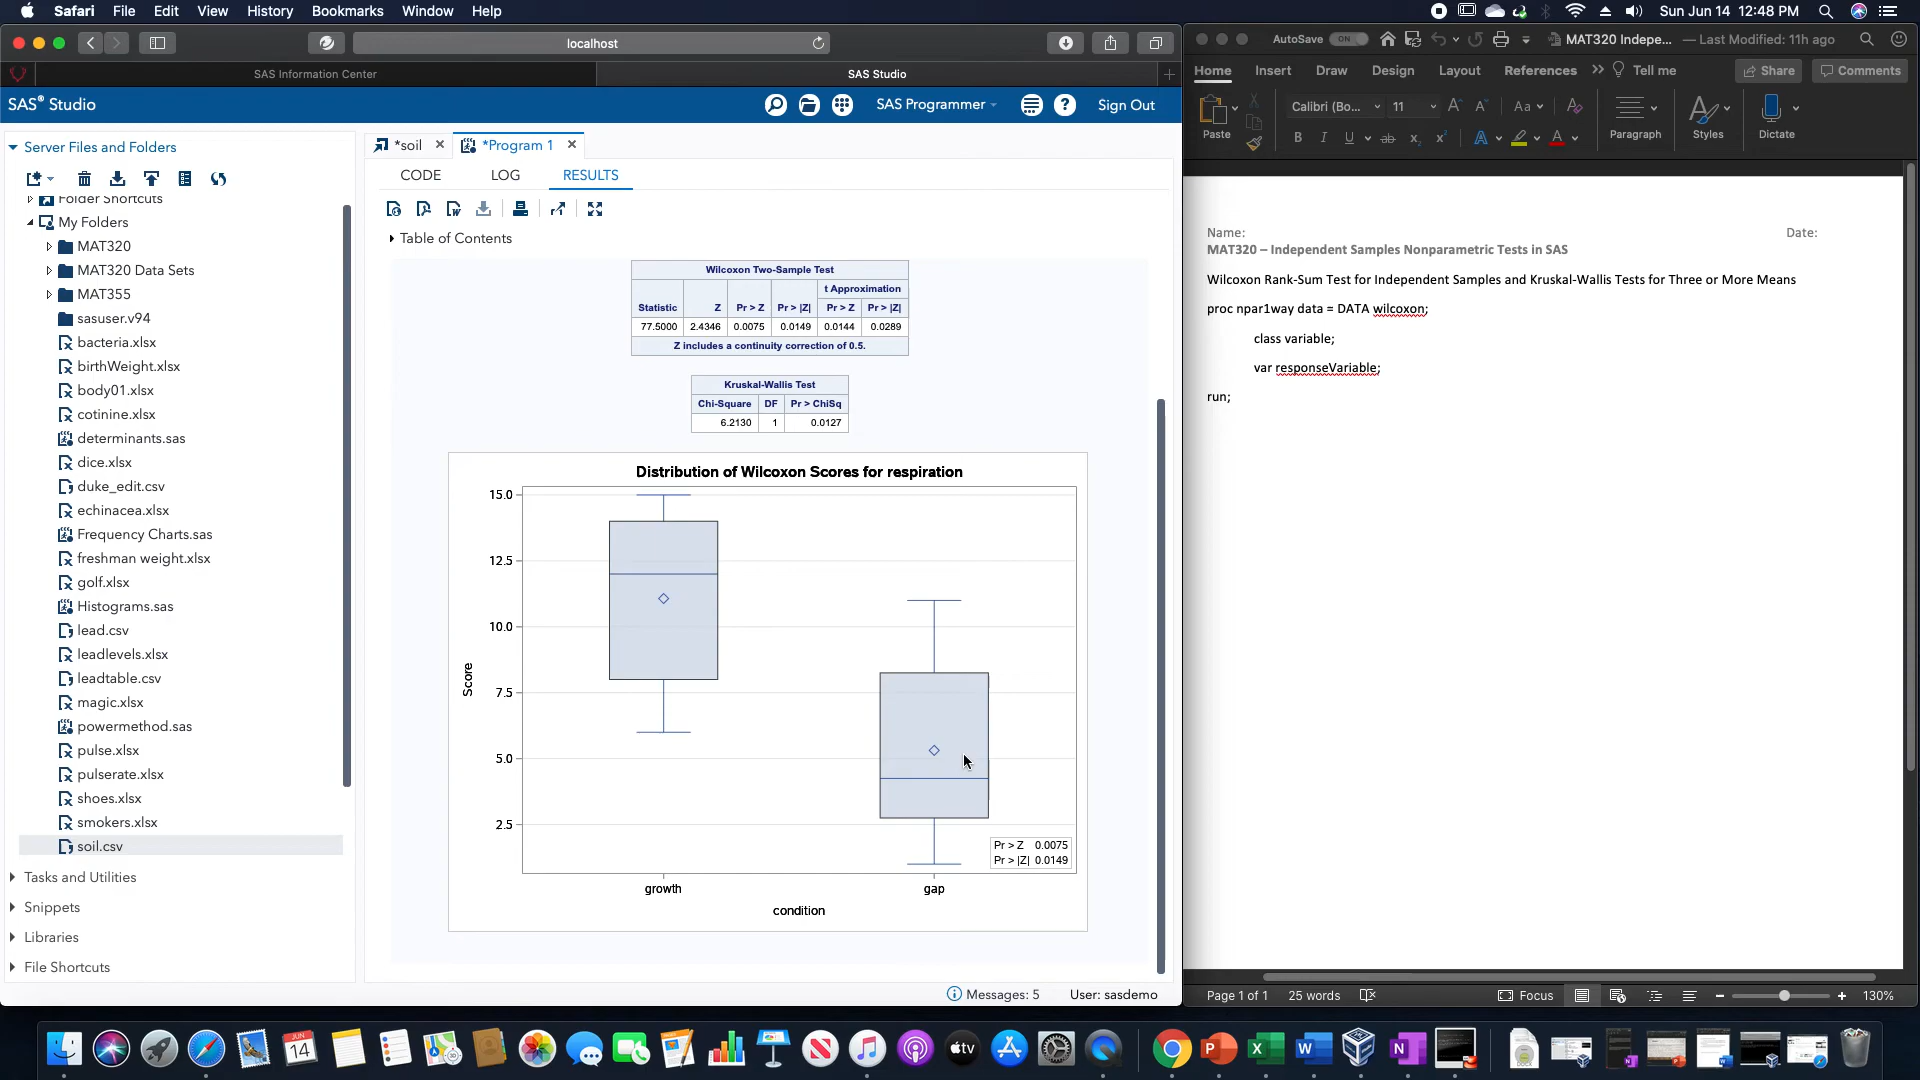 Safari File Edit View History Bookmarks Window Help
Sun Jun 14 12:48 PM
localhost
SAS Information Center
SAS Studio
SAS® Studio
SAS Programmer
Sign Out
Server Files and Folders
Folder Shortcuts
My Folders
MAT320
MAT320 Data Sets
MAT355
sasuser.v94
bacteria.xlsx
birthWeight.xlsx
body01.xlsx
cotinine.xlsx
determinants.sas
dice.xlsx
duke_edit.csv
echinacea.xlsx
Frequency Charts.sas
freshman weight.xlsx
golf.xlsx
Histograms.sas
lead.csv
leadlevels.xlsx
leadtable.csv
magic.xlsx
powermethod.sas
pulse.xlsx
pulserate.xlsx
shoes.xlsx
smokers.xlsx
soil.csv
Tasks and Utilities
Snippets
Libraries
File Shortcuts
*soil
*Program 1
CODE LOG RESULTS
Table of Contents
Wilcoxon Two-Sample Test
t Approximation
Statistic Z Pr > Z Pr > |Z| Pr > Z Pr > |Z|
77.5000 2.4346 0.0075 0.0149 0.0144 0.0289
Z includes a continuity correction of 0.5.
Kruskal-Wallis Test
Chi-Square DF Pr > ChiSq
6.2130 1 0.0127
Distribution of Wilcoxon Scores for respiration
15.0
12.5
10.0
7.5
5.0
2.5
Score
Pr > Z 0.0075
Pr > |Z| 0.0149
growth gap
condition
Messages: 5
User: sasdemo
AutoSave ON
MAT320 Indepe...
— Last Modified: 11h ago
Home Insert Draw Design Layout References
Tell me
Share
Comments
Paste
Calibri (Bo...
11
Paragraph
Styles
Dictate
Name: Date:
MAT320 – Independent Samples Nonparametric Tests in SAS
Wilcoxon Rank-Sum Test for Independent Samples and Kruskal-Wallis Tests for Three or More Means
proc npar1way data = DATA wilcoxon;
class variable;
var responseVariable;
run;
Page 1 of 1
25 words
Focus
130%